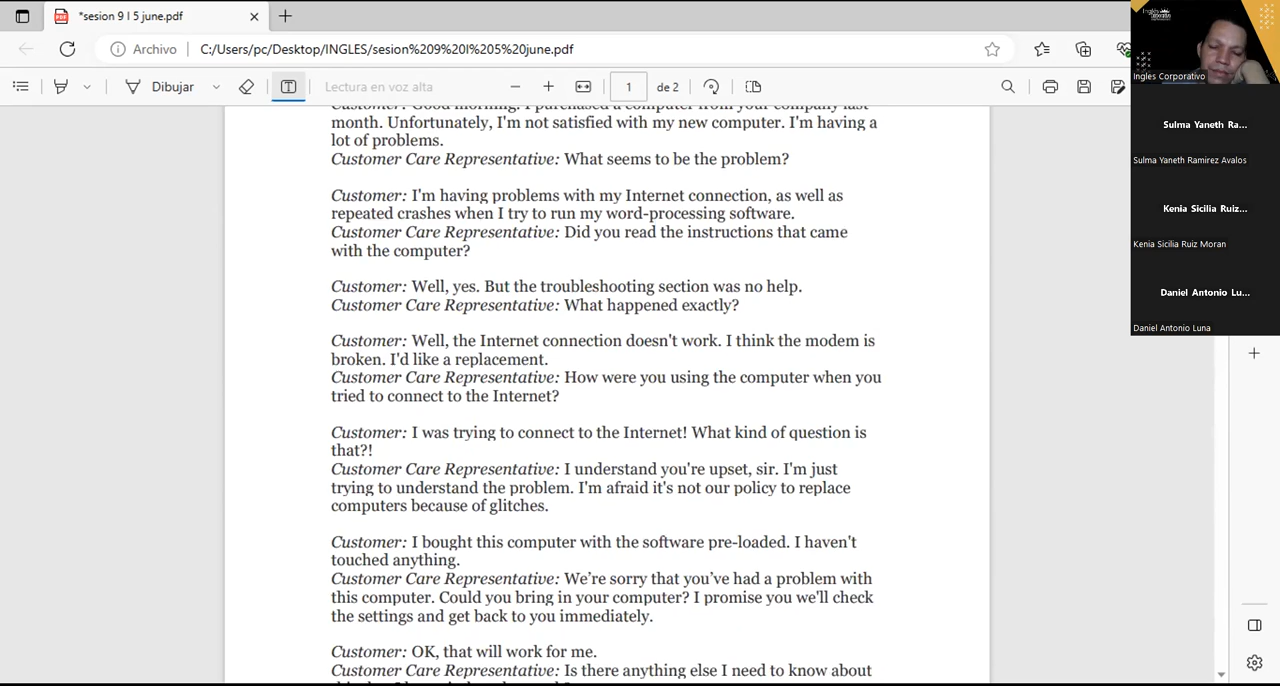 *sesion 9 I 5 june.pdf
Archivo C:/Users/pc/Desktop/INGLES/sesion%209%20I%205%20june.pdf
Dibujar Lectura en voz alta 1 de 2
Customer: Good morning. I purchased a computer from your company last
month. Unfortunately, I'm not satisfied with my new computer. I'm having a
lot of problems.
Customer Care Representative: What seems to be the problem?
Customer: I'm having problems with my Internet connection, as well as
repeated crashes when I try to run my word-processing software.
Customer Care Representative: Did you read the instructions that came
with the computer?
Customer: Well, yes. But the troubleshooting section was no help.
Customer Care Representative: What happened exactly?
Customer: Well, the Internet connection doesn't work. I think the modem is
broken. I'd like a replacement.
Customer Care Representative: How were you using the computer when you
tried to connect to the Internet?
Customer: I was trying to connect to the Internet! What kind of question is
that?!
Customer Care Representative: I understand you're upset, sir. I'm just
trying to understand the problem. I'm afraid it's not our policy to replace
computers because of glitches.
Customer: I bought this computer with the software pre-loaded. I haven't
touched anything.
Customer Care Representative: We’re sorry that you’ve had a problem with
this computer. Could you bring in your computer? I promise you we'll check
the settings and get back to you immediately.
Customer: OK, that will work for me.
Customer Care Representative: Is there anything else I need to know about
Inglés
Corporativo
Ingles Corporativo
Sulma Yaneth Ra...
Sulma Yaneth Ramirez Avalos
Kenia Sicilia Ruiz...
Kenia Sicilia Ruiz Moran
Daniel Antonio Lu...
Daniel Antonio Luna